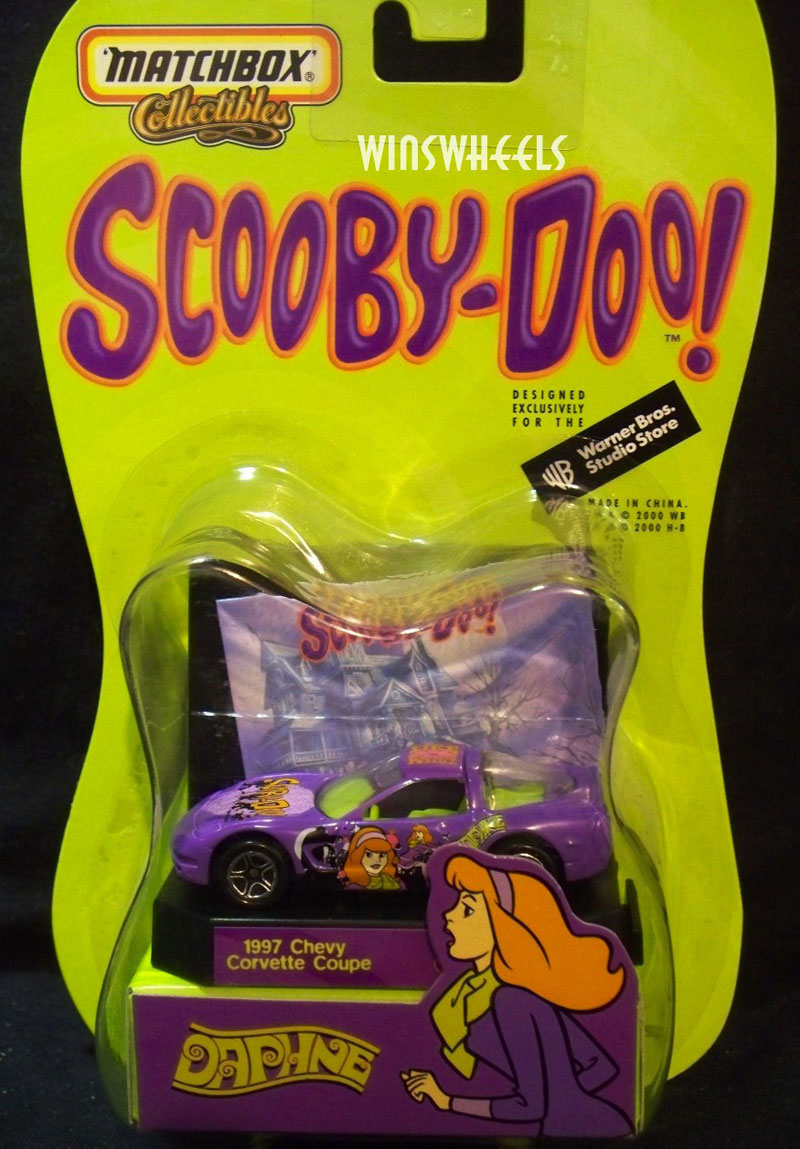 MATCHBOX®
Collectibles
WINSWHEELS
SCOOBY-DOO!
TM
DESIGNED
EXCLUSIVELY
FOR THE
WB Warner Bros.
Studio Store
MADE IN CHINA.
© 2000 WB
© 2000 H-B
SCOOBY-DOO!
1997 Chevy
Corvette Coupe
DAPHNE